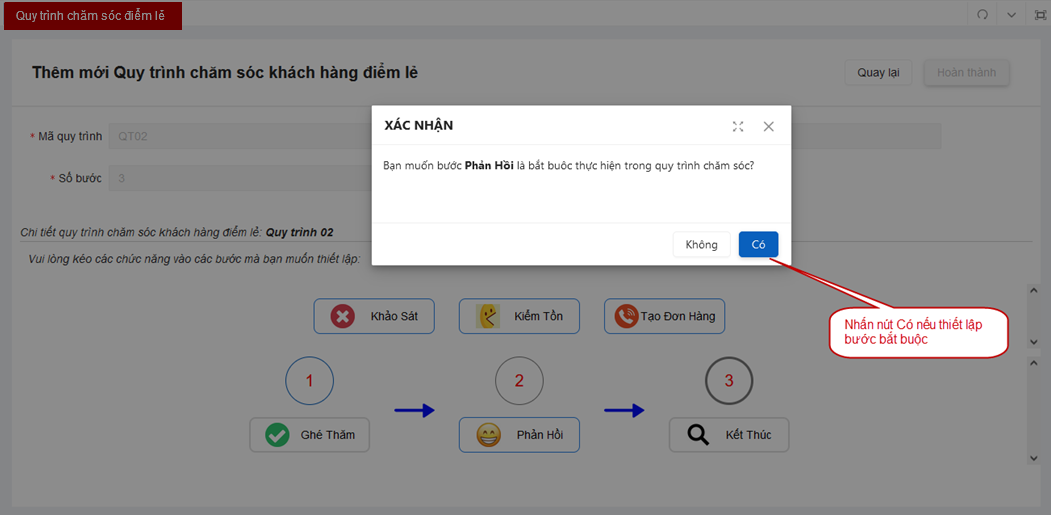 Quy trình chăm sóc điểm lẻ
Thêm mới Quy trình chăm sóc khách hàng điểm lẻ
Quay lại
Hoàn thành
* Mã quy trình
QT02
* Số bước
3
XÁC NHẬN
Bạn muốn bước Phản Hồi là bắt buộc thực hiện trong quy trình chăm sóc?
Không
Có
Nhấn nút Có nếu thiết lập
bước bắt buộc
Chi tiết quy trình chăm sóc khách hàng điểm lẻ: Quy trình 02
Vui lòng kéo các chức năng vào các bước mà bạn muốn thiết lập:
Khảo Sát
Kiểm Tồn
Tạo Đơn Hàng
1
2
3
Ghé Thăm
Phản Hồi
Kết Thúc